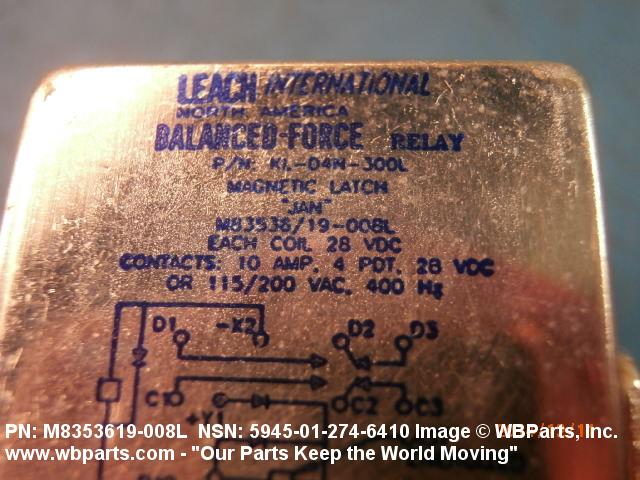 LEACH INTERNATIONAL
NORTH AMERICA
BALANCED-FORCE RELAY
P/N: KL-D4N-300L
MAGNETIC LATCH
"JAN"
M83536/19-008L
EACH COIL 28 VDC
CONTACTS: 10 AMP. 4 PDT. 28 VDC
OR 115/200 VAC. 400 Hz
D1 -X2 D2 D3
C1 +Y1 C2 C3
PN: M8353619-008L NSN: 5945-01-274-6410 Image © WBParts, Inc.
www.wbparts.com - "Our Parts Keep the World Moving"